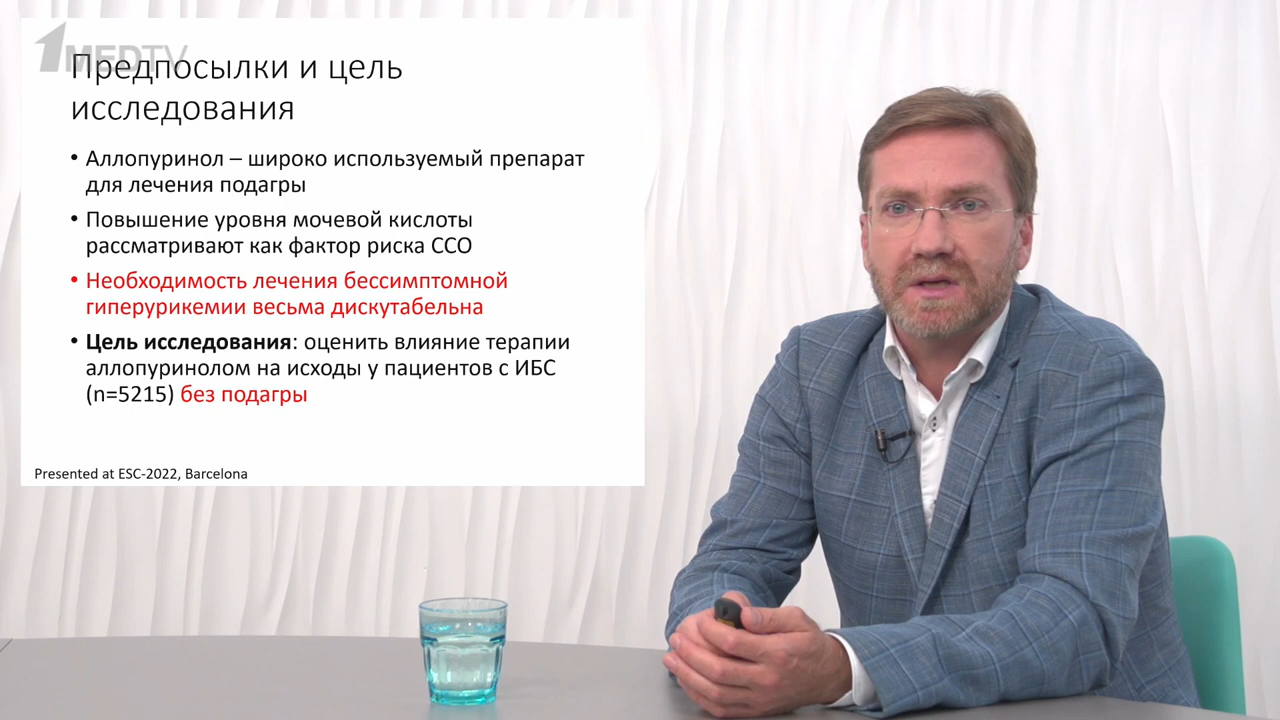 1MEDTV
Предпосылки и цель
исследования
• Аллопуринол – широко используемый препарат
для лечения подагры
• Повышение уровня мочевой кислоты
рассматривают как фактор риска ССО
• Необходимость лечения бессимптомной
гиперурикемии весьма дискутабельна
• Цель исследования: оценить влияние терапии
аллопуринолом на исходы у пациентов с ИБС
(n=5215) без подагры
Presented at ESC-2022, Barcelona